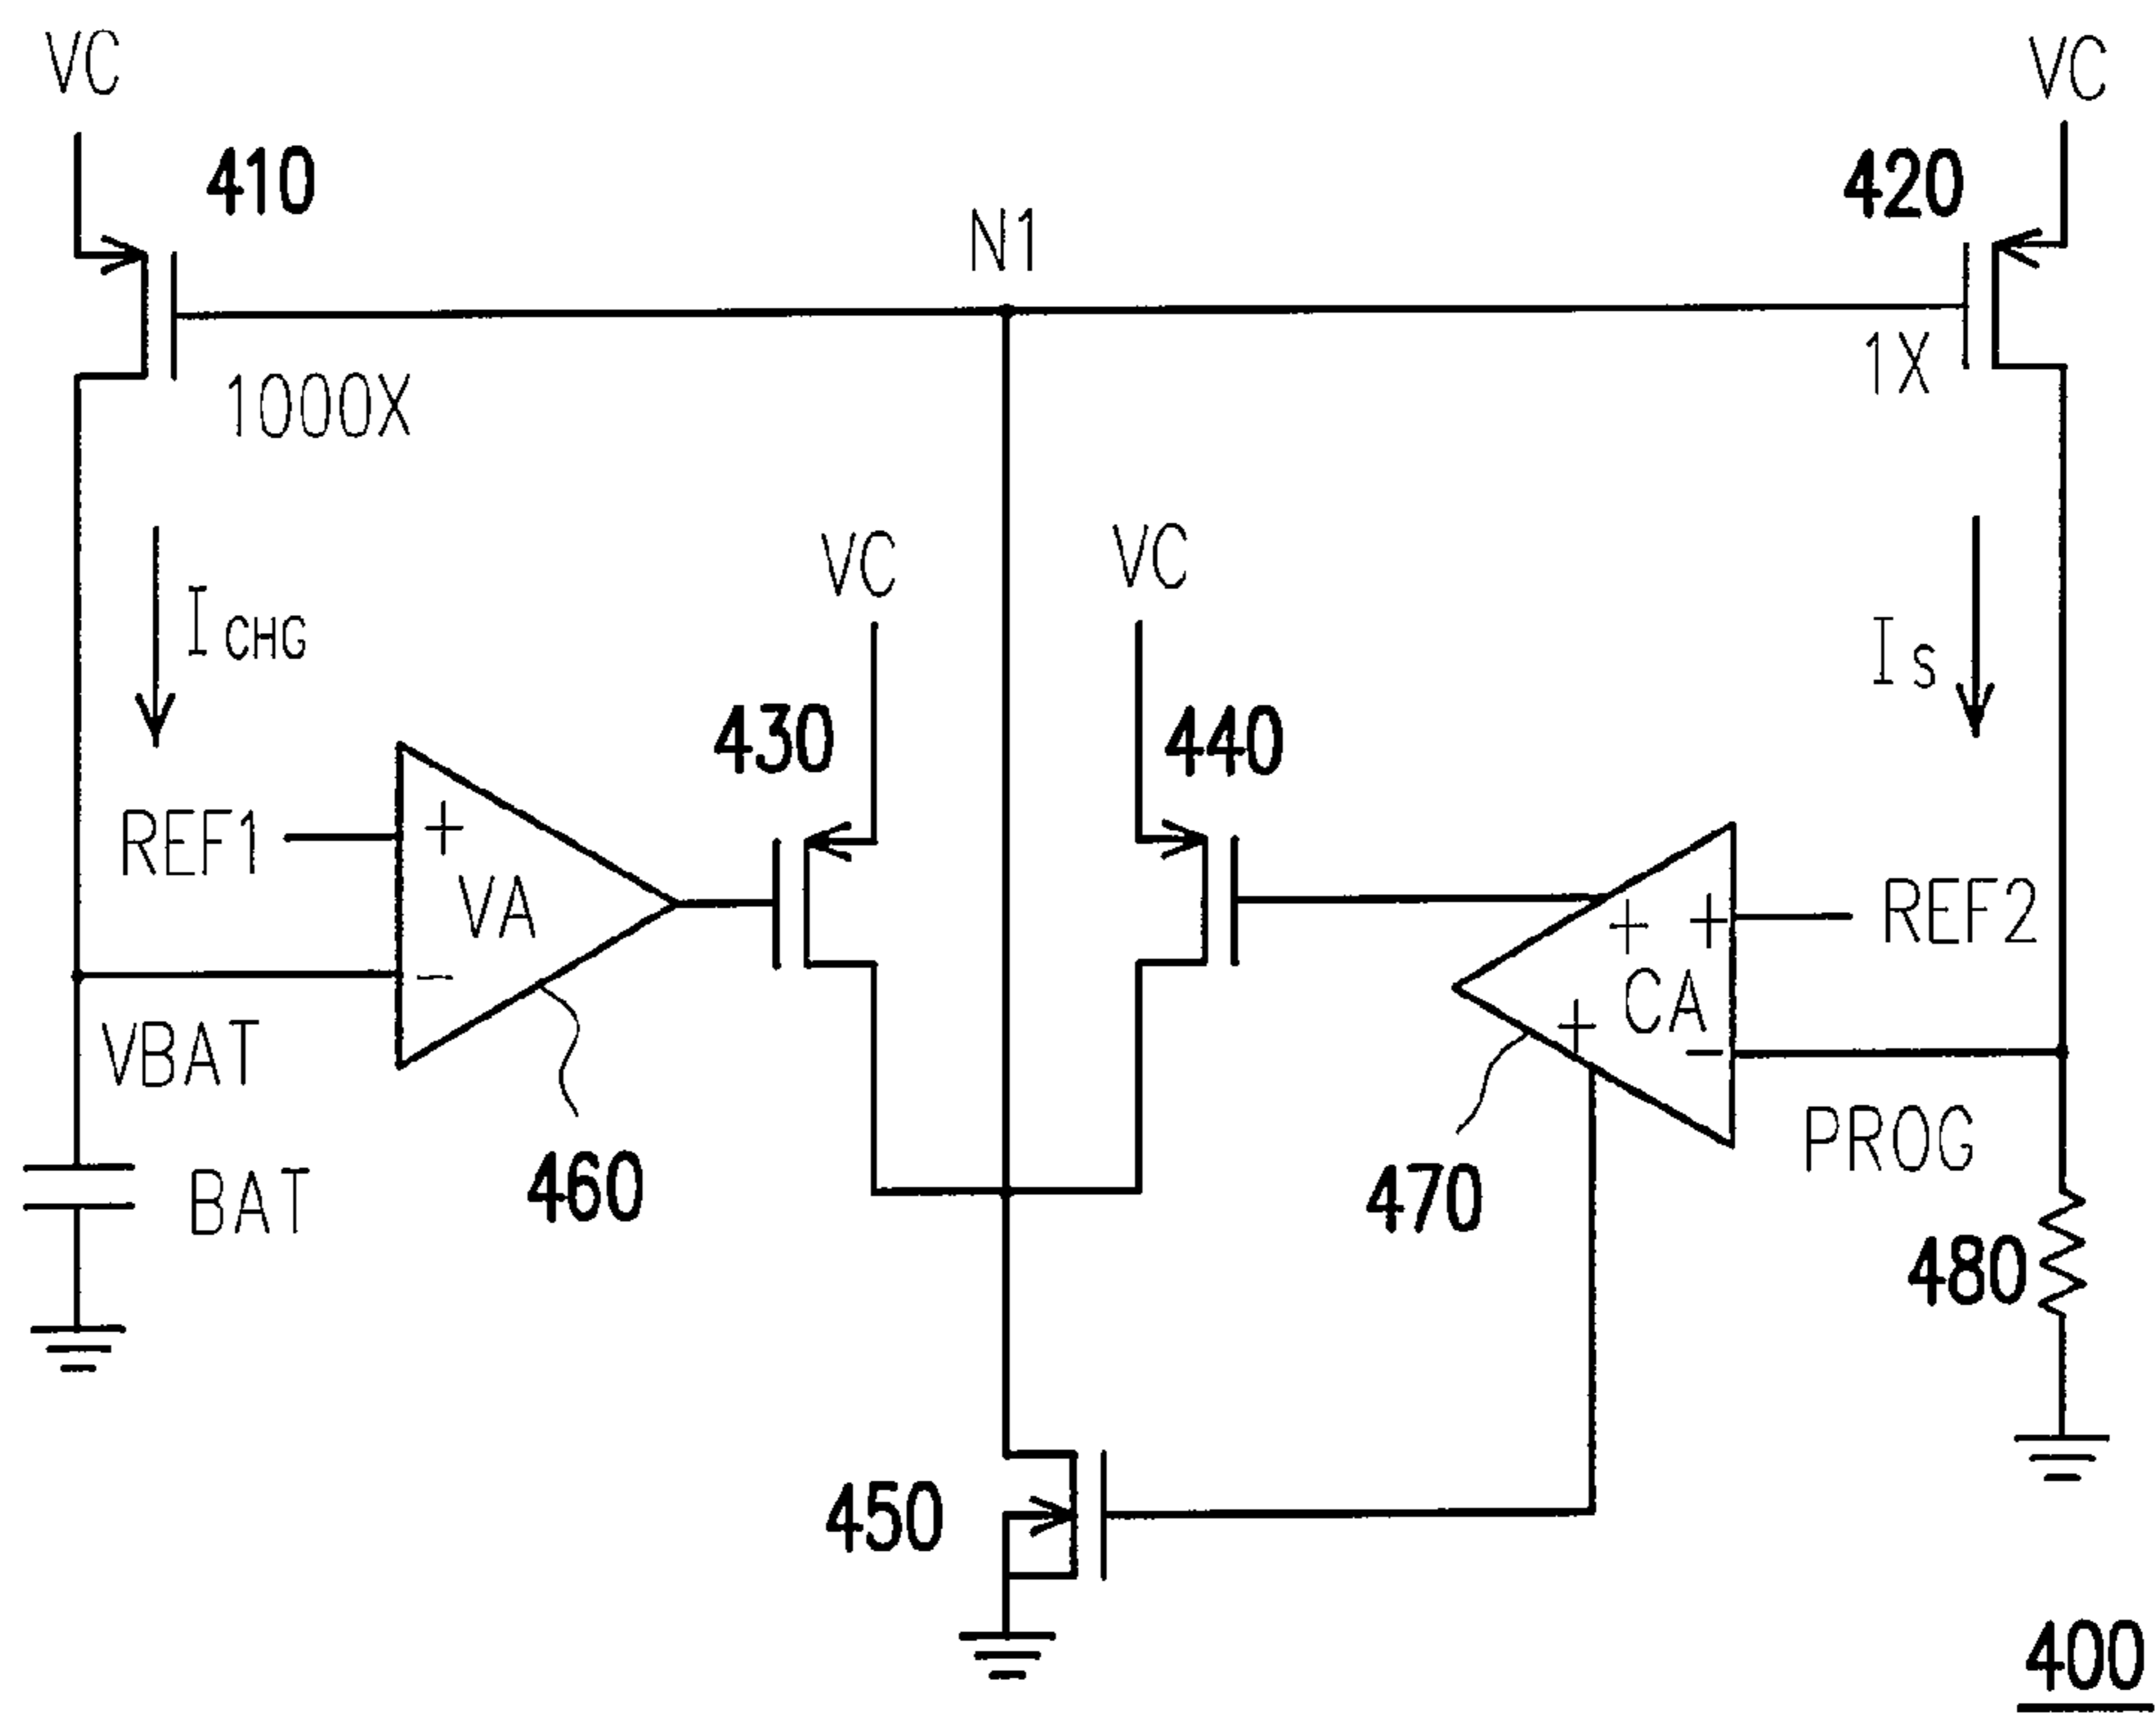 VC
VC
410
420
N1
1000X
1X
VC
VC
I CHG
I S
430
440
REF1
+
VA
-
+
+
REF2
CA
+
-
VBAT
PROG
BAT
460
470
480
450
400